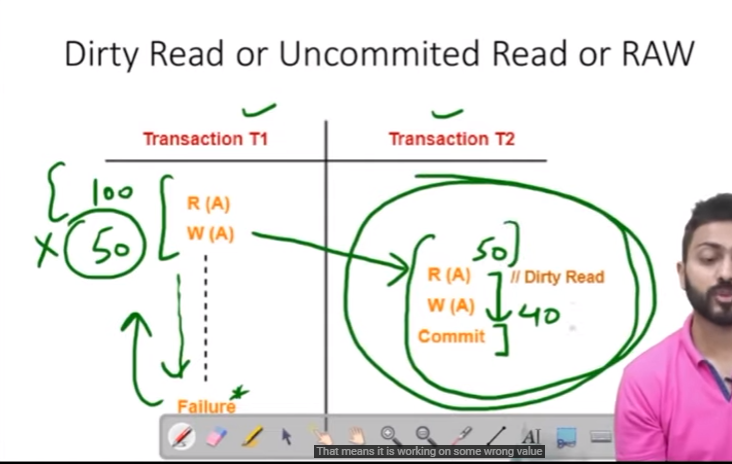 Dirty Read or Uncommited Read or RAW
Transaction T1
Transaction T2
100
R (A)
50
W (A)
50
R (A) // Dirty Read
W (A)
40
Commit
Failure*
AI
That means it is working on some wrong value